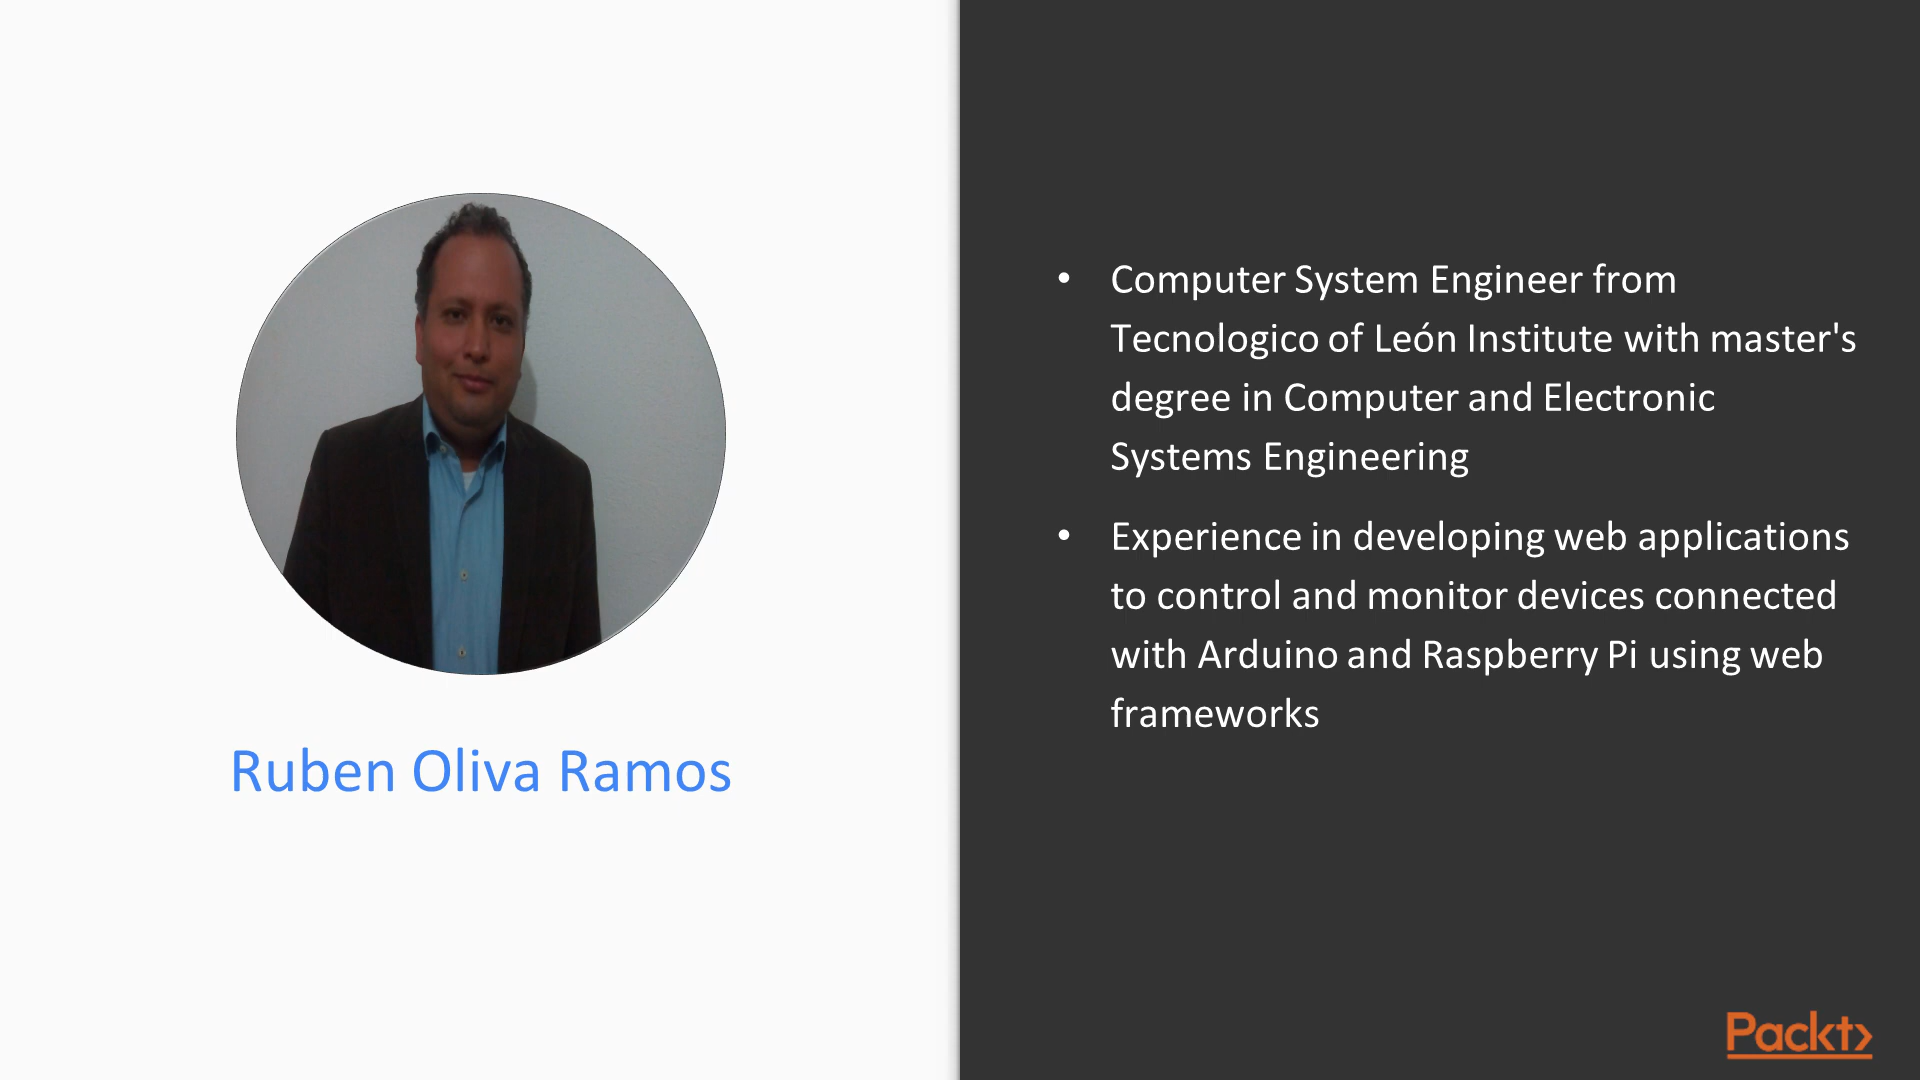 Ruben Oliva Ramos
• Computer System Engineer from
Tecnologico of León Institute with master's
degree in Computer and Electronic
Systems Engineering
• Experience in developing web applications
to control and monitor devices connected
with Arduino and Raspberry Pi using web
frameworks
Packt>